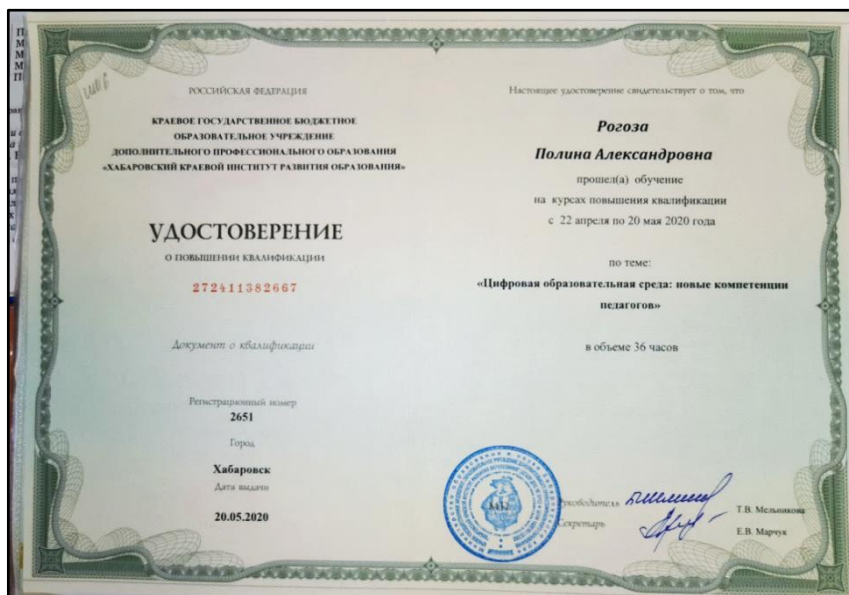 РОССИЙСКАЯ ФЕДЕРАЦИЯ
КРАЕВОЕ ГОСУДАРСТВЕННОЕ БЮДЖЕТНОЕ
ОБРАЗОВАТЕЛЬНОЕ УЧРЕЖДЕНИЕ
ДОПОЛНИТЕЛЬНОГО ПРОФЕССИОНАЛЬНОГО ОБРАЗОВАНИЯ
«ХАБАРОВСКИЙ КРАЕВОЙ ИНСТИТУТ РАЗВИТИЯ ОБРАЗОВАНИЯ»
УДОСТОВЕРЕНИЕ
О ПОВЫШЕНИИ КВАЛИФИКАЦИИ
272411382667
Документ о квалификации
Регистрационный номер
2651
Город
Хабаровск
Дата выдачи
20.05.2020
Настоящее удостоверение свидетельствует о том, что
Рогоза
Полина Александровна
прошел(а) обучение
на курсах повышения квалификации
с 22 апреля по 20 мая 2020 года
по теме:
«Цифровая образовательная среда: новые компетенции
педагогов»
в объеме 36 часов
Руководитель
Т.В. Мельникова
Секретарь
Е.В. Марчук